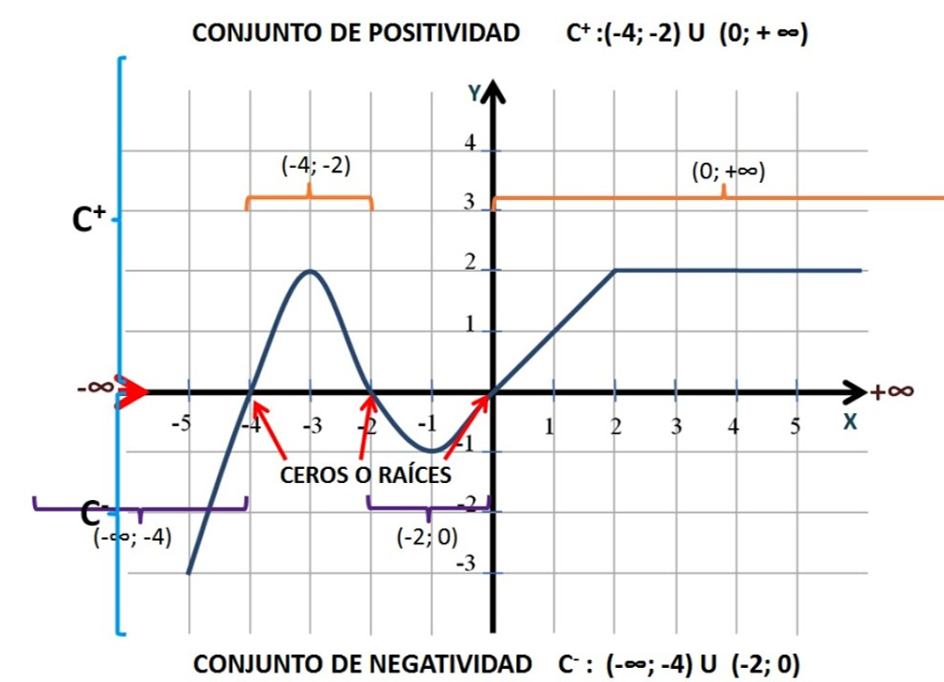 CONJUNTO DE POSITIVIDAD C⁺ :(-4; -2) U (0; + ∞)
Y
4
(-4; -2)
(0; +∞)
3
C⁺
2
1
-∞
+∞
-5 -4 -3 -2 -1 1 2 3 4 5 X
-1
CEROS O RAÍCES
-2
C⁻
(-∞; -4)
(-2; 0)
-3
CONJUNTO DE NEGATIVIDAD C⁻ : (-∞; -4) U (-2; 0)